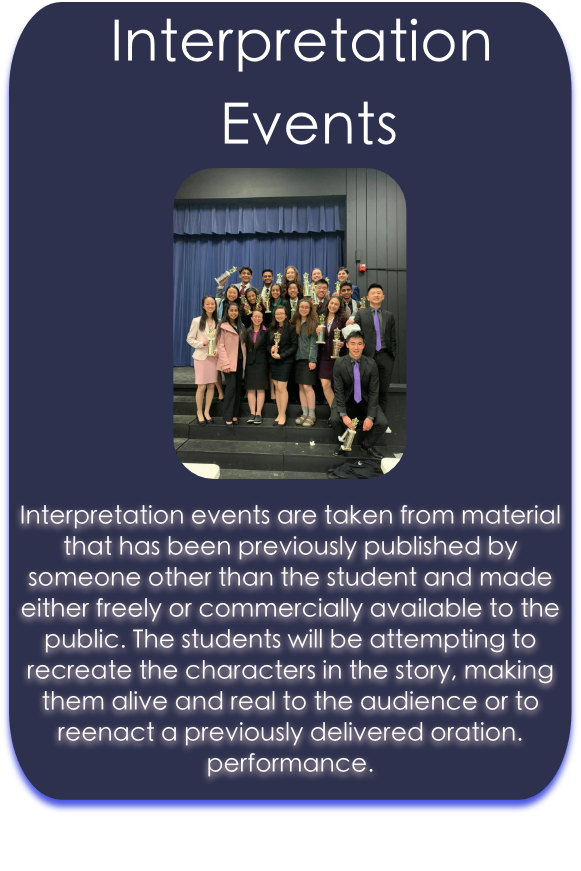 Interpretation
Events
Interpretation events are taken from material
that has been previously published by
someone other than the student and made
either freely or commercially available to the
public. The students will be attempting to
recreate the characters in the story, making
them alive and real to the audience or to
reenact a previously delivered oration.
performance.